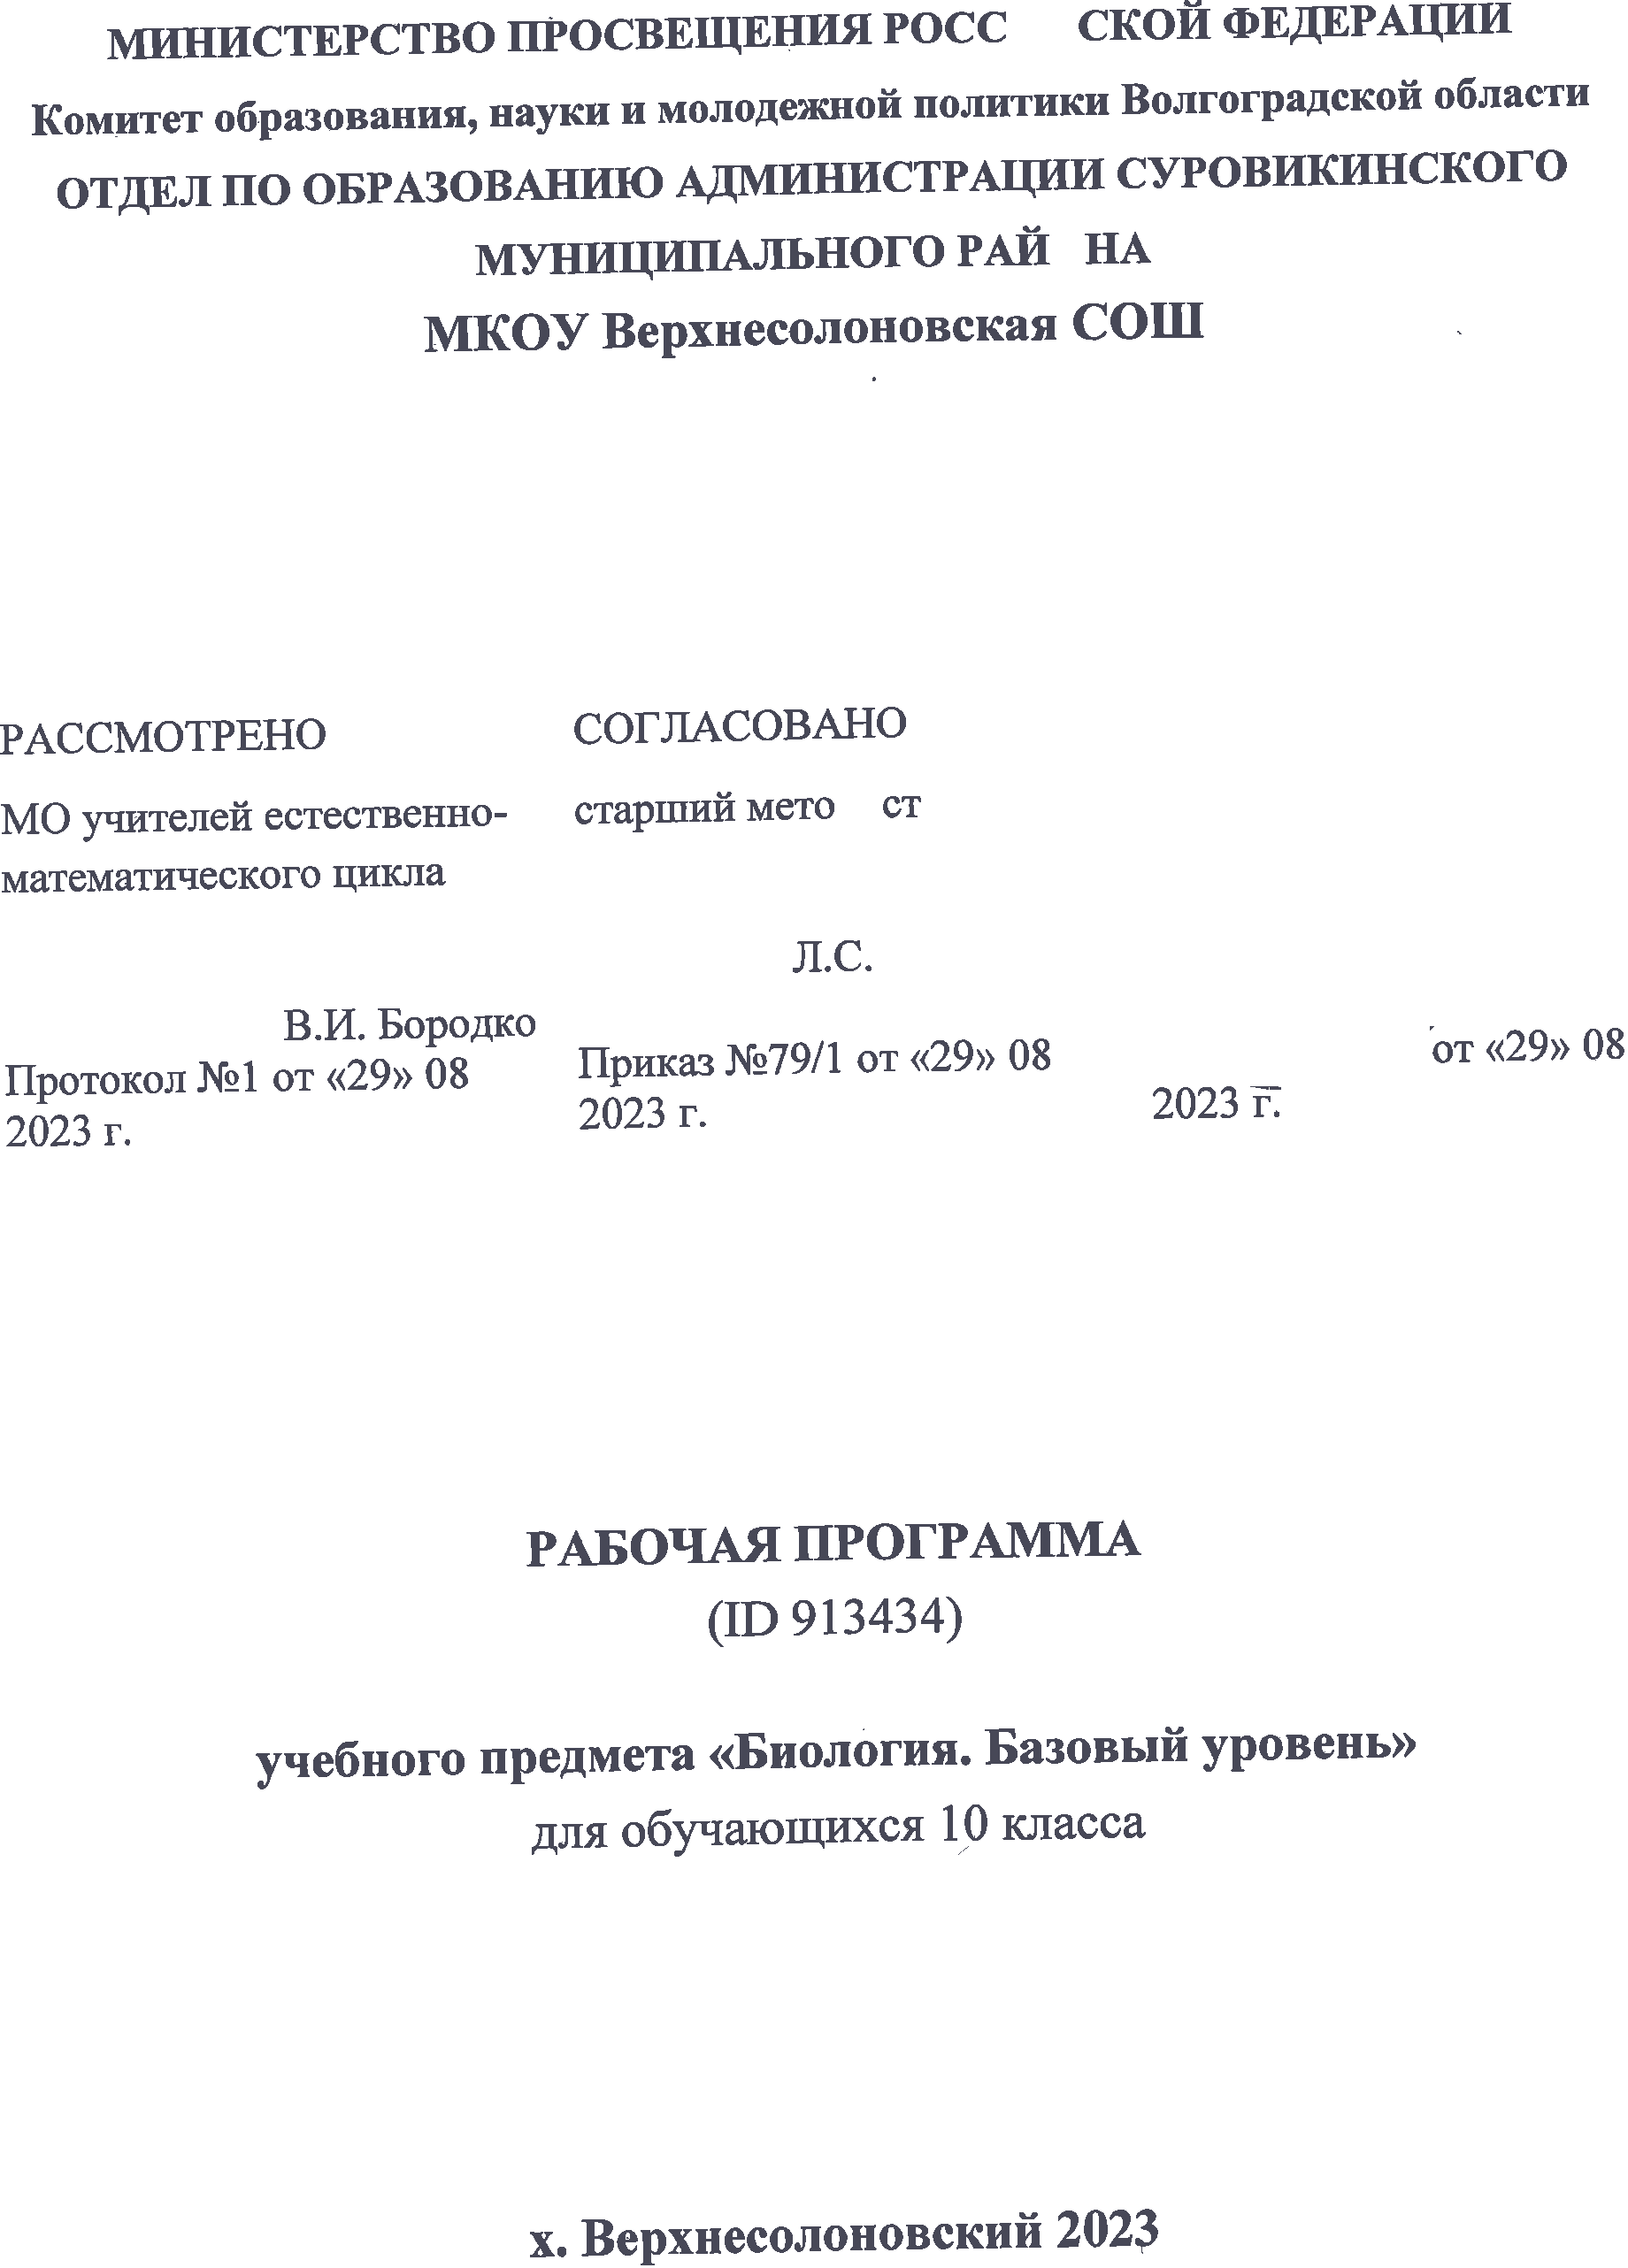 МИНИСТЕРСТВО ПРОСВЕЩЕНИЯ РОСС СКОЙ ФЕДЕРАЦИИ
Комитет образования, науки и молодежной политики Волгоградской области
ОТДЕЛ ПО ОБРАЗОВАНИЮ АДМИНИСТРАЦИИ СУРОВИКИНСКОГО
МУНИЦИПАЛЬНОГО РАЙ НА
МКОУ Верхнесолоновская СОШ
РАССМОТРЕНО
МО учителей естественно-
математического цикла
В.И. Бородко
Протокол №1 от «29» 08
2023 г.
СОГЛАСОВАНО
старший мето ст
Л.С.
Приказ №79/1 от «29» 08
2023 г.
от «29» 08
2023 г.
РАБОЧАЯ ПРОГРАММА
(ID 913434)
учебного предмета «Биология. Базовый уровень»
для обучающихся 10 класса
х. Верхнесолоновский 2023